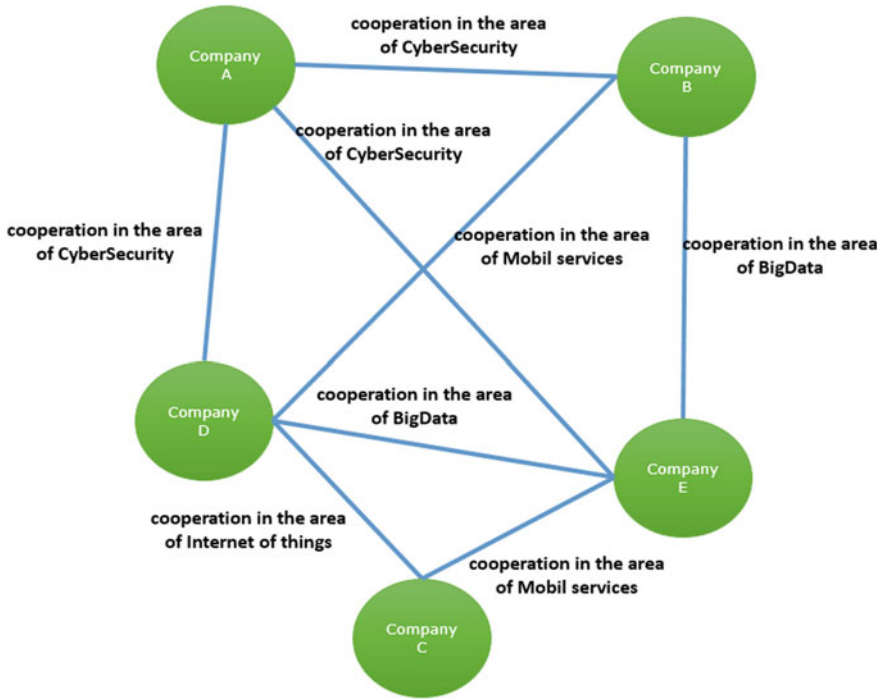 cooperation in the area
of CyberSecurity
Company
A
Company
B
cooperation in the area
of CyberSecurity
cooperation in the area
of CyberSecurity
cooperation in the area
of Mobil services
cooperation in the area
of BigData
cooperation in the area
of BigData
Company
D
Company
E
cooperation in the area
of Internet of things
cooperation in the area
of Mobil services
Company
C